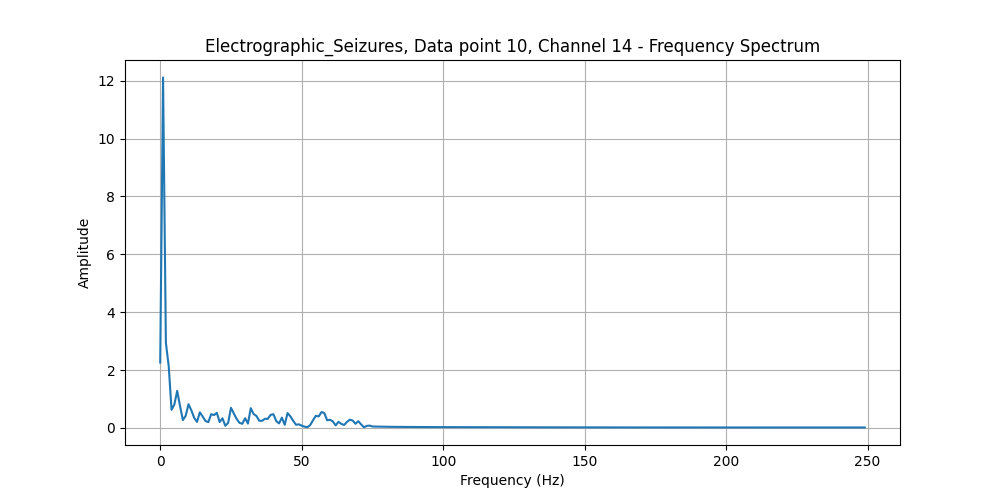 Electrographic_Seizures, Data point 10, Channel 14 - Frequency Spectrum
12
10
8
6
4
2
0
Amplitude
0 50 100 150 200 250
Frequency (Hz)